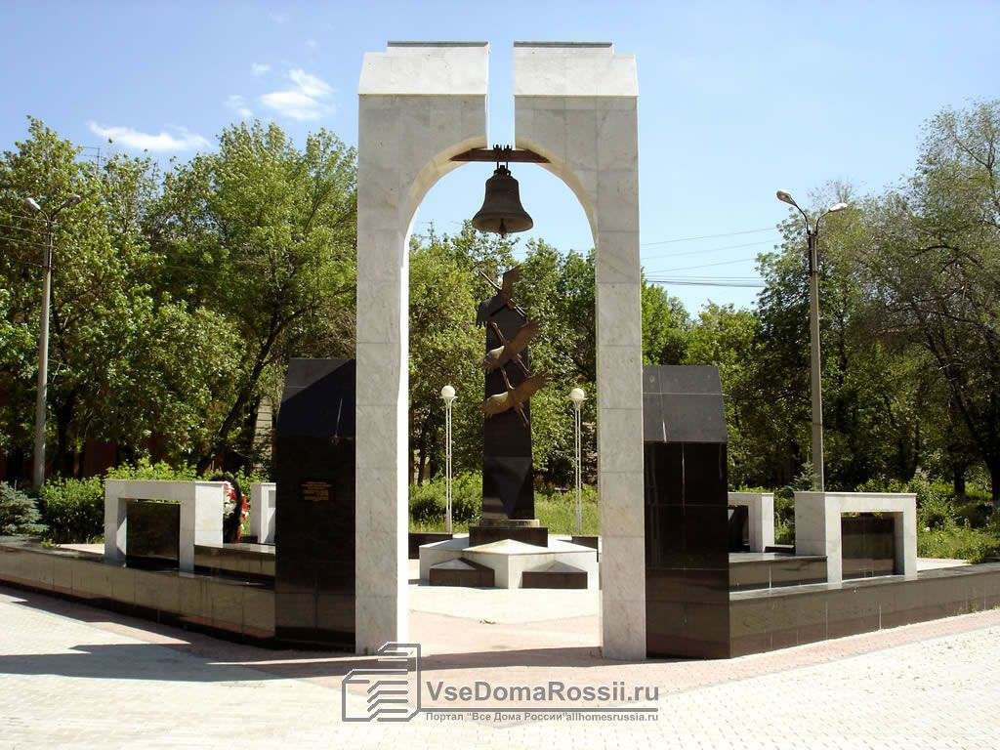 VseDomaRossii.ru
Портал "Все Дома России"allhomesrussia.ru